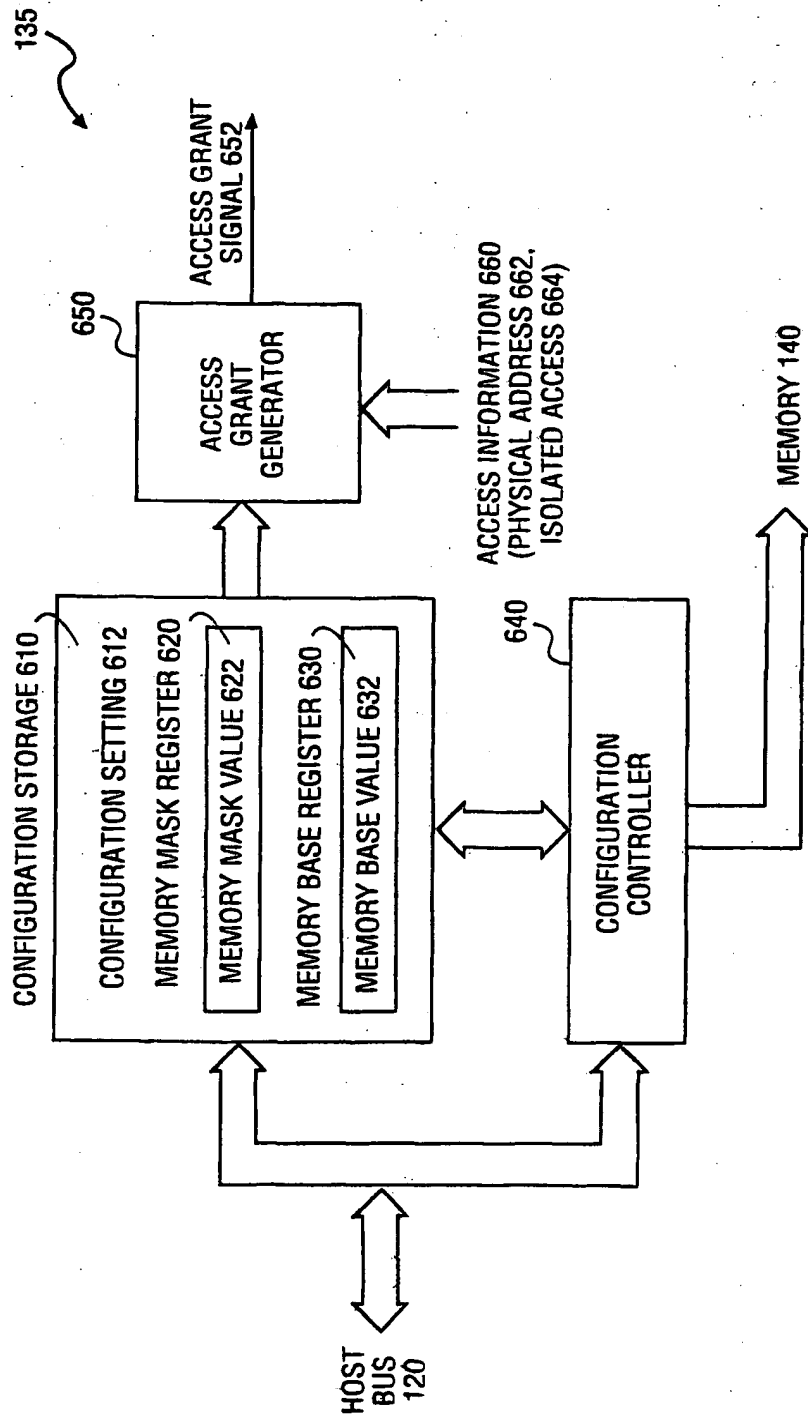 135
CONFIGURATION STORAGE 610
CONFIGURATION SETTING 612
MEMORY MASK REGISTER 620
MEMORY MASK VALUE 622
MEMORY BASE REGISTER 630
MEMORY BASE VALUE 632
650
ACCESS
GRANT
GENERATOR
ACCESS GRANT
SIGNAL 652
ACCESS INFORMATION 660
(PHYSICAL ADDRESS 662,
ISOLATED ACCESS 664)
HOST
BUS
120
640
CONFIGURATION
CONTROLLER
MEMORY 140